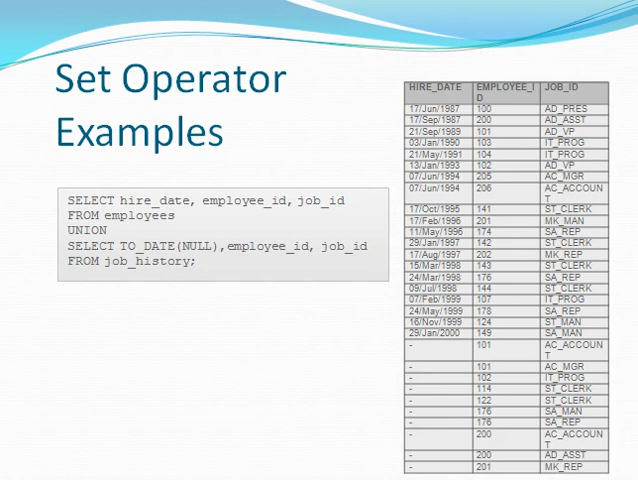 Set Operator
Examples
SELECT hire_date, employee_id, job_id
FROM employees
UNION
SELECT TO_DATE(NULL),employee_id, job_id
FROM job_history;
HIRE_DATE EMPLOYEE_I JOB_ID
D
17/Jun/1987 100 AD_PRES
17/Sep/1987 200 AD_ASST
21/Sep/1989 101 AD_VP
03/Jan/1990 103 IT_PROG
21/May/1991 104 IT_PROG
13/Jan/1993 102 AD_VP
07/Jun/1994 205 AC_MGR
07/Jun/1994 206 AC_ACCOUN
T
17/Oct/1995 141 ST_CLERK
17/Feb/1996 201 MK_MAN
11/May/1996 174 SA_REP
29/Jan/1997 142 ST_CLERK
17/Aug/1997 202 MK_REP
15/Mar/1998 143 ST_CLERK
24/Mar/1998 176 SA_REP
09/Jul/1998 144 ST_CLERK
07/Feb/1999 107 IT_PROG
24/May/1999 178 SA_REP
16/Nov/1999 124 ST_MAN
29/Jan/2000 149 SA_MAN
- 101 AC_ACCOUN
T
- 101 AC_MGR
- 102 IT_PROG
- 114 ST_CLERK
- 122 ST_CLERK
- 176 SA_MAN
- 176 SA_REP
- 200 AC_ACCOUN
T
- 200 AD_ASST
- 201 MK_REP